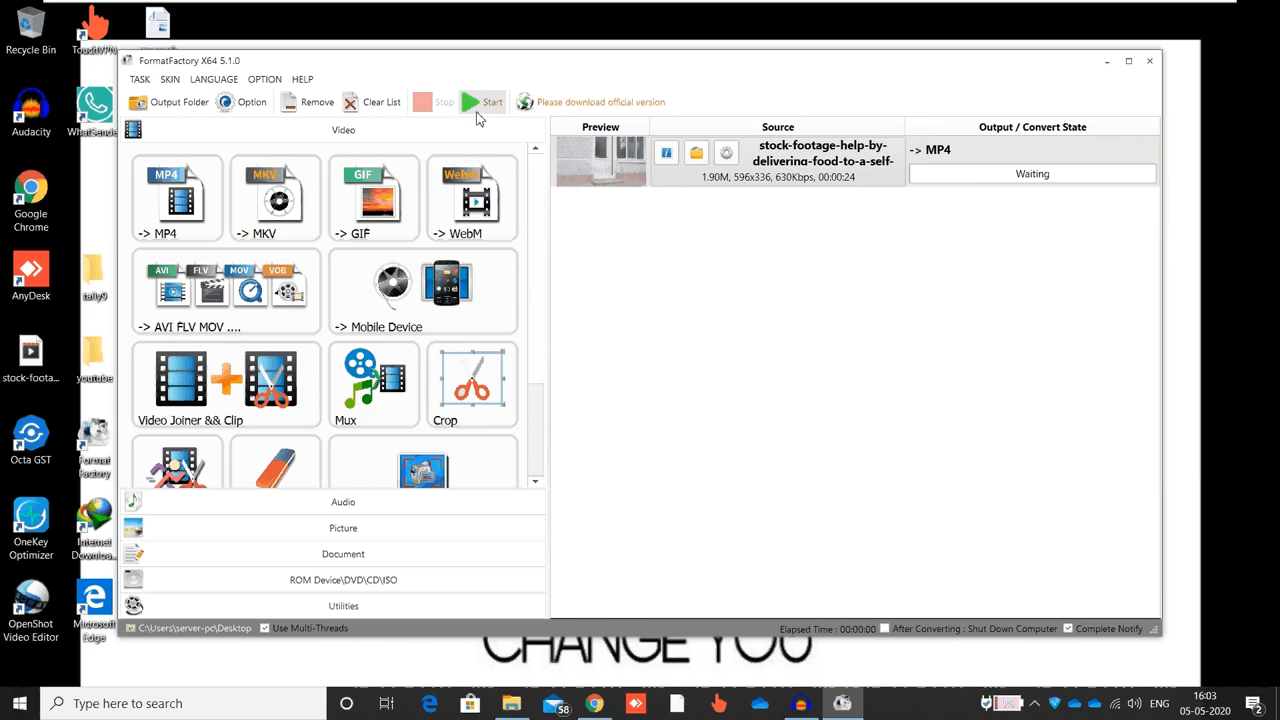 Recycle Bin
TouchVPN
FormatFactory X64 5.1.0
TASK SKIN LANGUAGE OPTION HELP
Output Folder Option Remove Clear List Stop Start Please download official version
Video
Preview Source Output / Convert State
stock-footage-help-by-
delivering-food-to-a-self-
1.90M, 596x336, 630Kbps, 00:00:24
-> MP4
Waiting
MP4 MKV GIF WebM
-> MP4 -> MKV -> GIF -> WebM
AVI FLV MOV VOB
-> AVI FLV MOV .... -> Mobile Device
Video Joiner && Clip Mux Crop
Audio
Picture
Document
ROM Device\DVD\CD\ISO
Utilities
C:\Users\server-pc\Desktop Use Multi-Threads Elapsed Time : 00:00:00 After Converting : Shut Down Computer Complete Notify
Audacity
WhatSende
Google
Chrome
AnyDesk
tally9
stock-foota...
youtube
Octa GST
Format
Factory
OneKey
Optimizer
Internet
Downloa...
OpenShot
Video Editor
Microsoft
Edge
CHANGE YOU
Type here to search
58
0%
ENG
16:03
05-05-2020
2